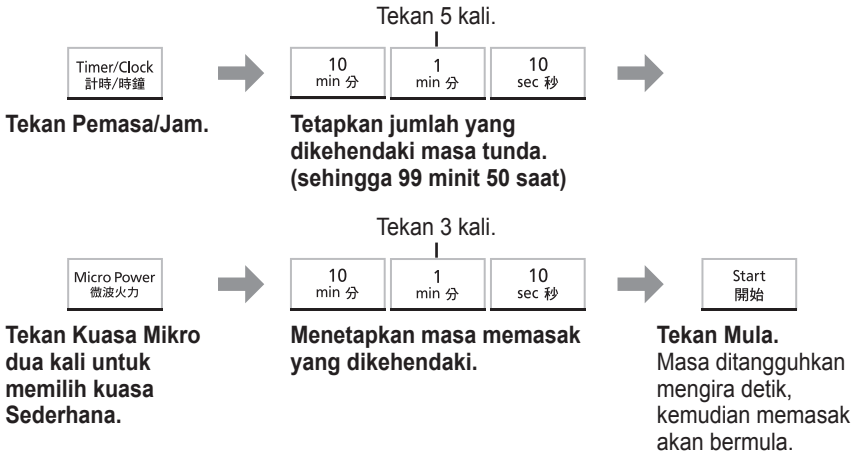 Tekan 5 kali.
Timer/Clock
計時/時鐘
10
min 分
1
min 分
10
sec 秒
Tekan Pemasa/Jam.
Tetapkan jumlah yang
dikehendaki masa tunda.
(sehingga 99 minit 50 saat)
Tekan 3 kali.
Micro Power
微波火力
10
min 分
1
min 分
10
sec 秒
Start
開始
Tekan Kuasa Mikro
dua kali untuk
memilih kuasa
Sederhana.
Menetapkan masa memasak
yang dikehendaki.
Tekan Mula.
Masa ditangguhkan
mengira detik,
kemudian memasak
akan bermula.